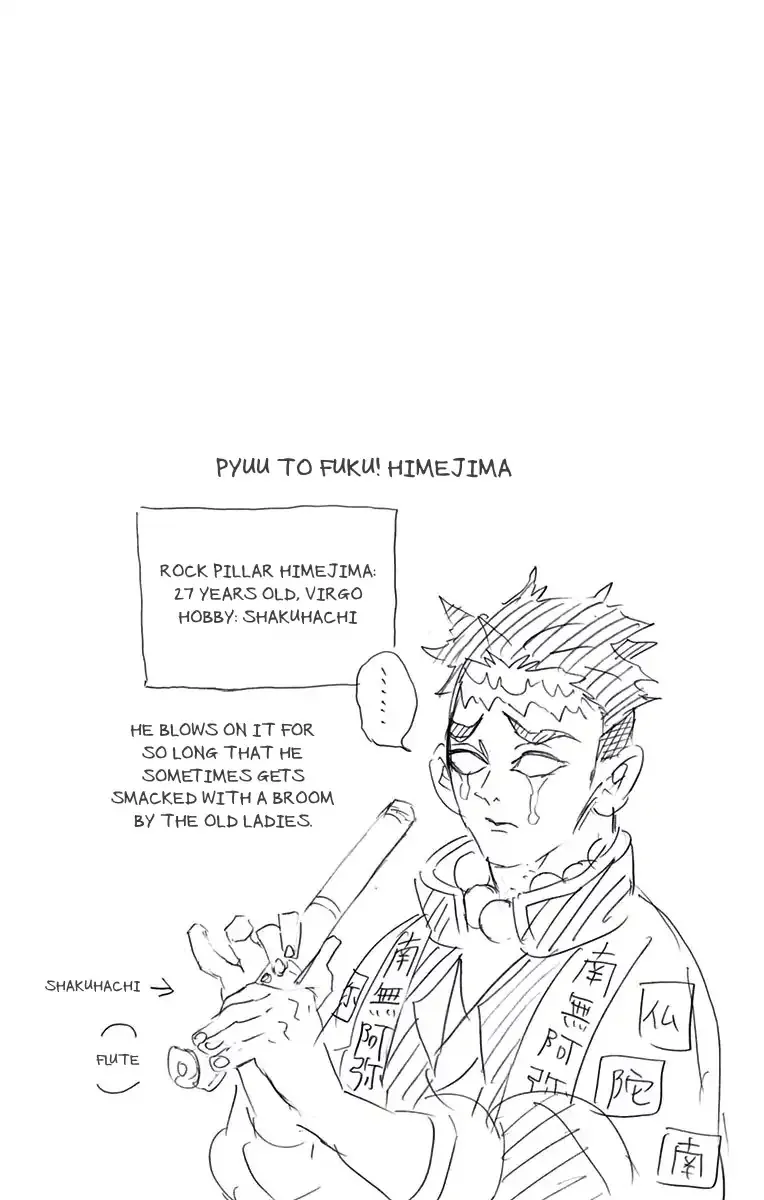 PYUU TO FUKU! HIMEJIMA
ROCK PILLAR HIMEJIMA:
27 YEARS OLD, VIRGO
HOBBY: SHAKUHACHI
......
HE BLOWS ON IT FOR
SO LONG THAT HE
SOMETIMES GETS
SMACKED WITH A BROOM
BY THE OLD LADIES.
SHAKUHACHI →
FLUTE
弥
南無阿弥
南無阿弥
仏
陀
南